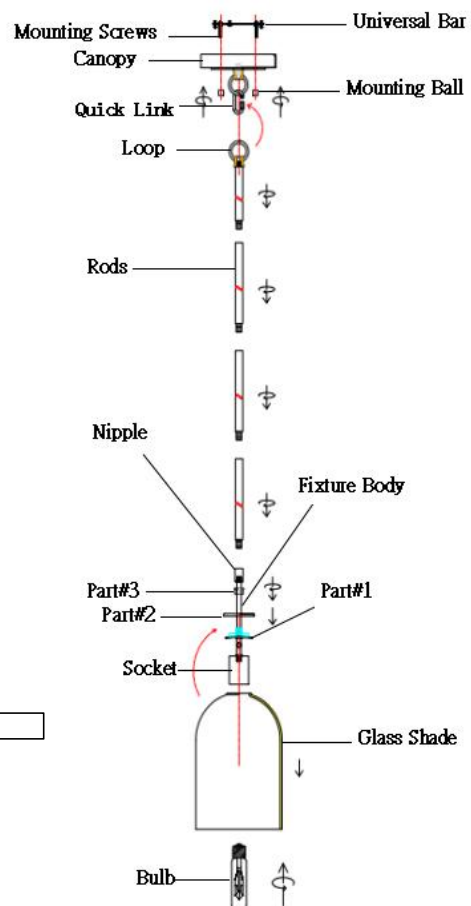 Universal Bar
Mounting Screws
Canopy
Mounting Ball
Quick Link
Loop
Rods
Nipple
Fixture Body
Part#3
Part#1
Part#2
Socket
Glass Shade
Bulb